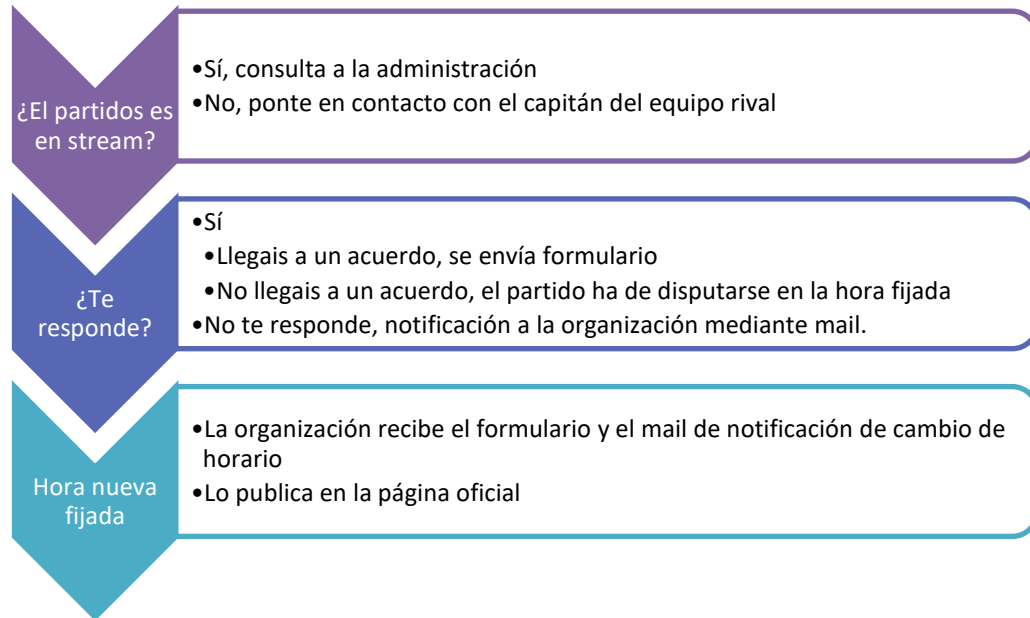 ¿El partidos es
en stream?
•Sí, consulta a la administración
•No, ponte en contacto con el capitán del equipo rival
¿Te
responde?
•Sí
•Llegais a un acuerdo, se envía formulario
•No llegais a un acuerdo, el partido ha de disputarse en la hora fijada
•No te responde, notificación a la organización mediante mail.
Hora nueva
fijada
•La organización recibe el formulario y el mail de notificación de cambio de
horario
•Lo publica en la página oficial